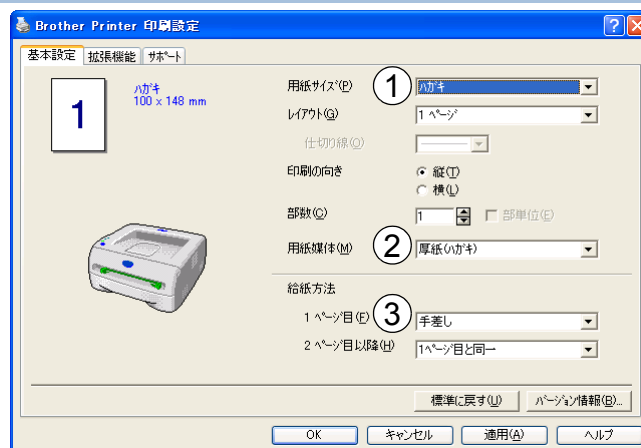 Brother Printer 印刷設定
基本設定 拡張機能 サポート
1
ハガキ
100 x 148 mm
用紙サイズ(P) ① ハガキ
レイアウト(G) 1 ページ
仕切り線(O)
印刷の向き 縦(T)
横(L)
部数(C) 1 部単位(E)
用紙媒体(M) ② 厚紙(ハガキ)
給紙方法
1 ページ目(F) ③ 手差し
2 ページ目以降(H) 1ページ目と同一
標準に戻す(U) バージョン情報(B)...
OK キャンセル 適用(A) ヘルプ